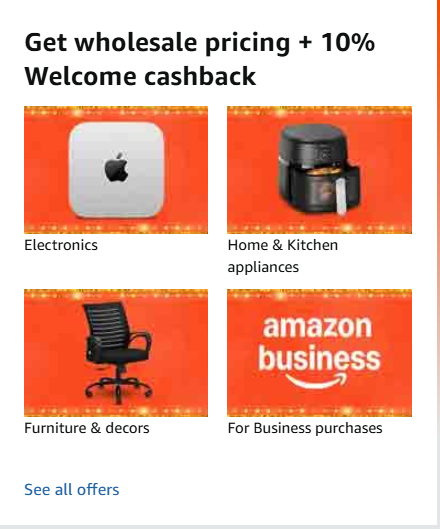 Get wholesale pricing + 10%
Welcome cashback
Electronics
Home & Kitchen
appliances
amazon
business
Furniture & decors
For Business purchases
See all offers